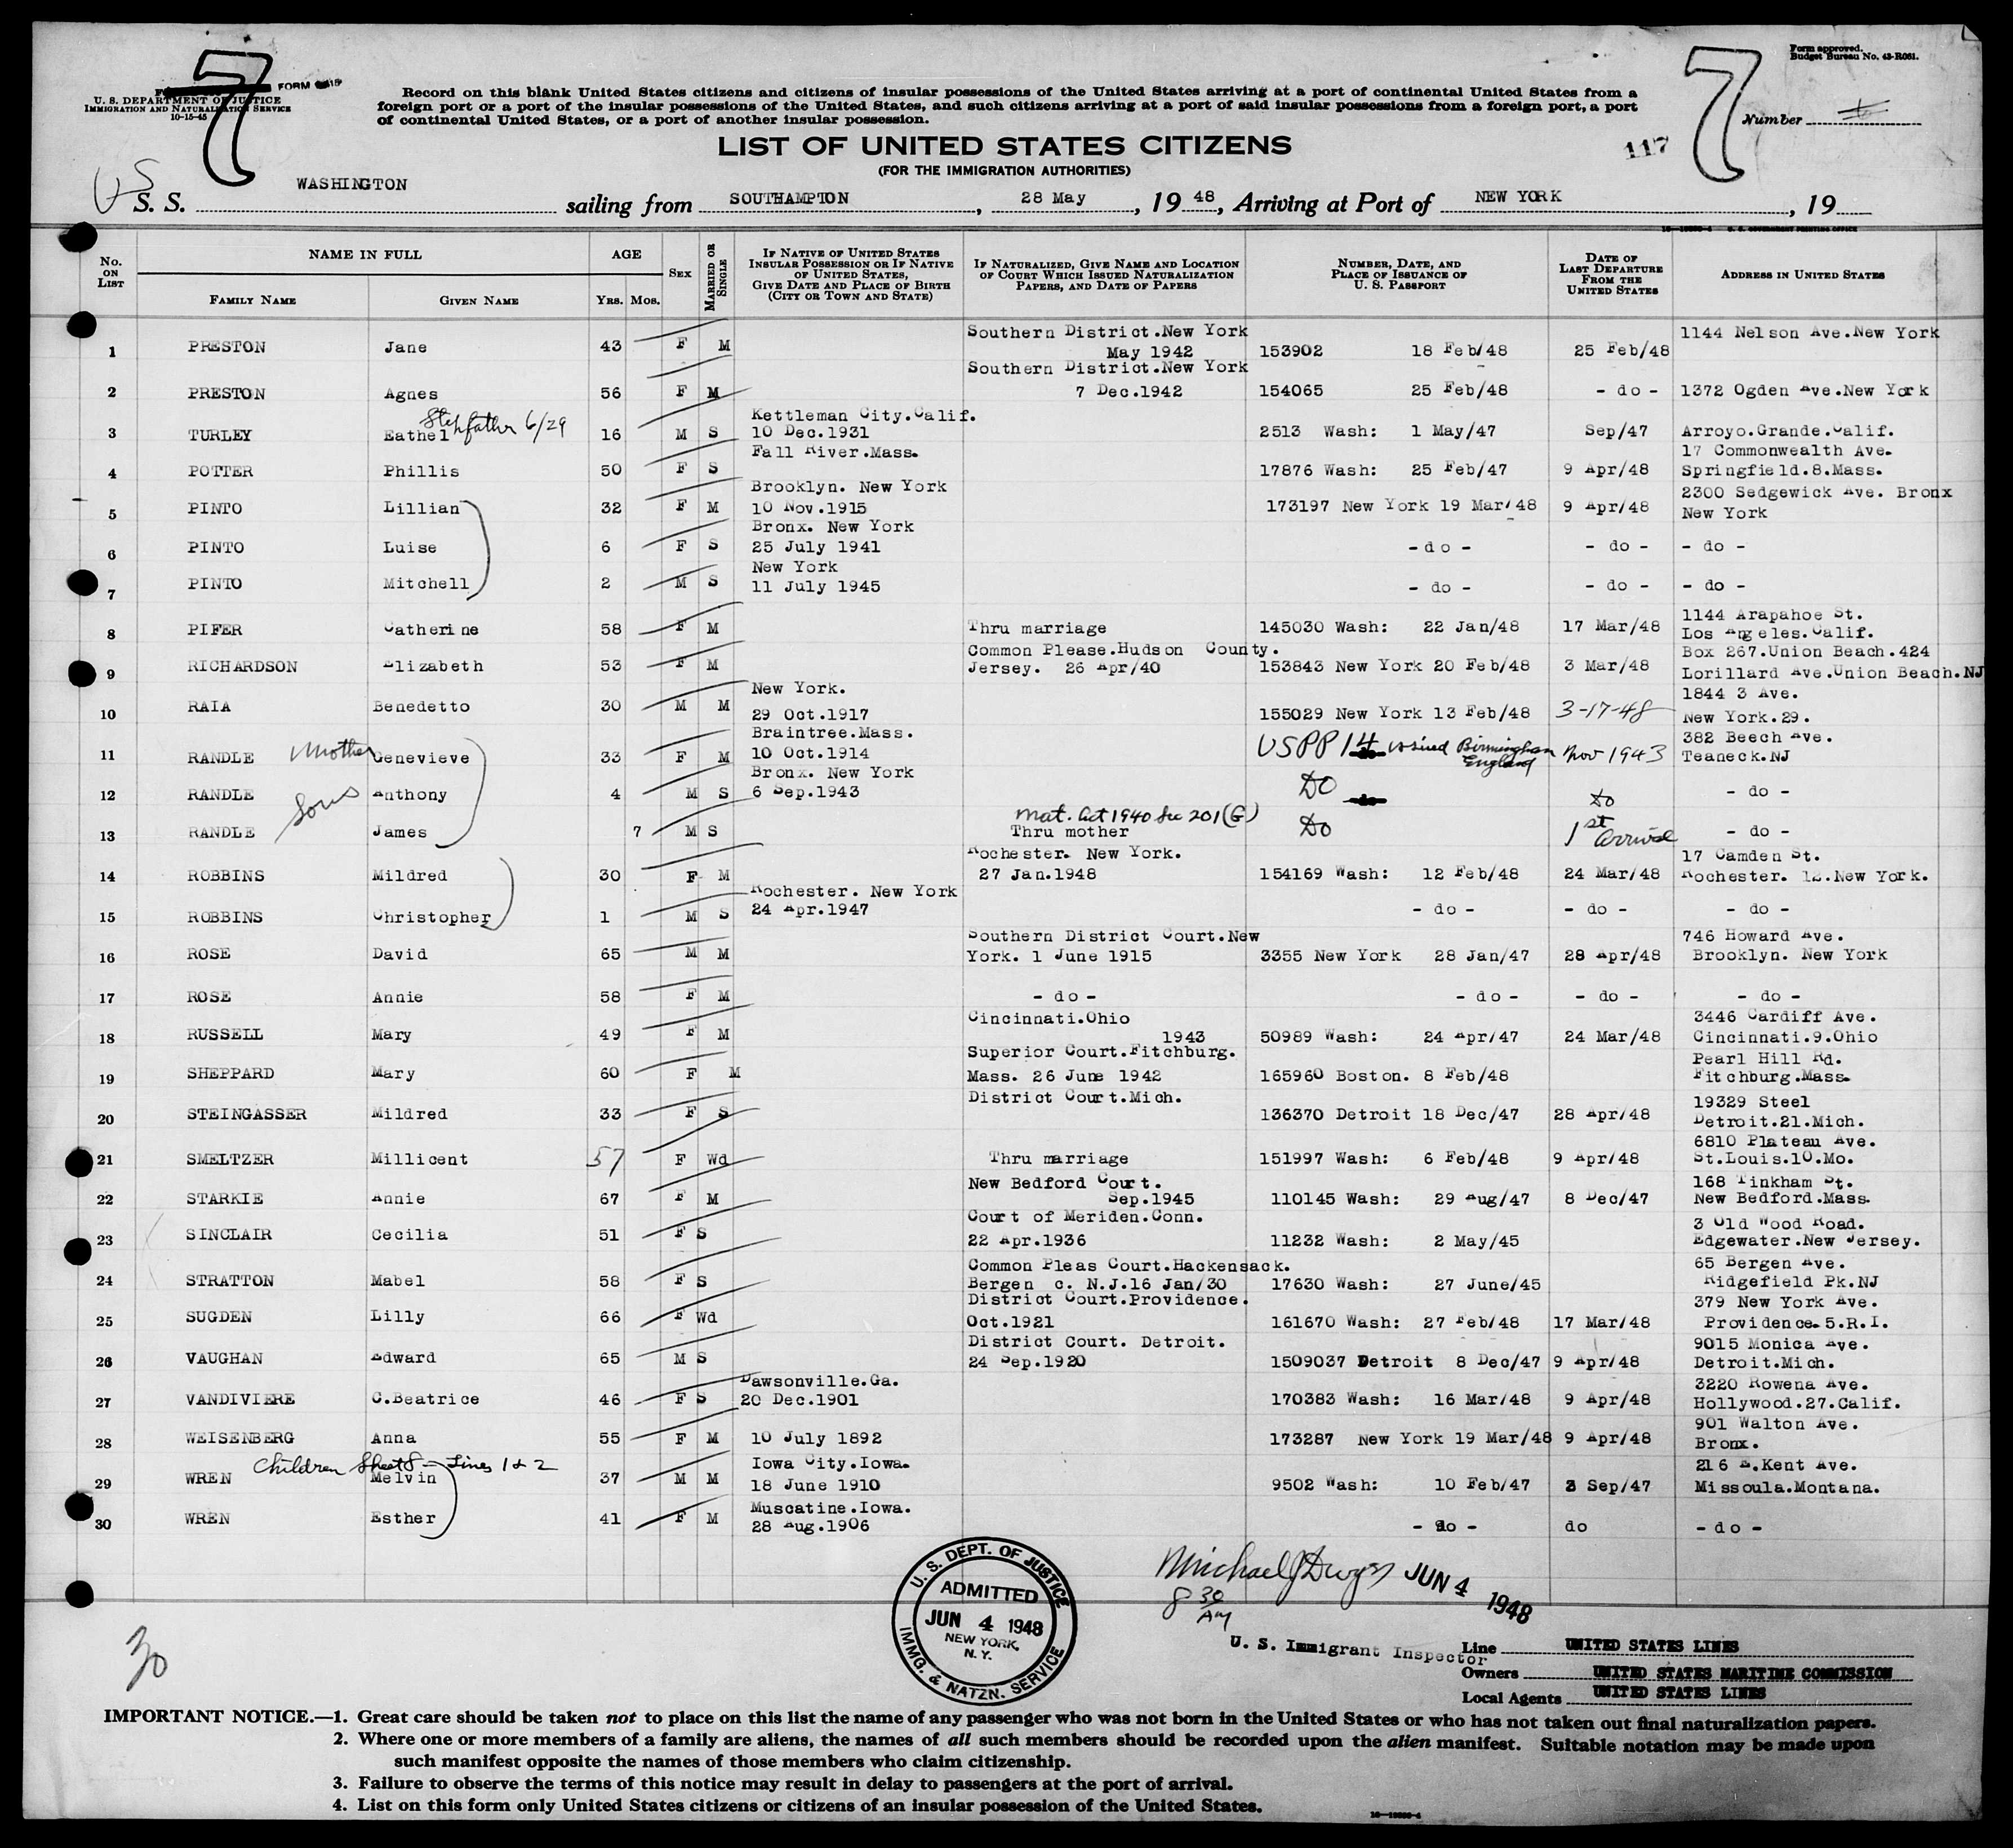 7
7
Form approved.
Budget Bureau No. 43-R051.
FORM
U. S. DEPARTMENT OF JUSTICE
IMMIGRATION AND NATURALIZATION SERVICE
10-15-45
Record on this blank United States citizens and citizens of insular possessions of the United States arriving at a port of continental United States from a
foreign port or a port of the insular possessions of the United States, and such citizens arriving at a port of said insular possessions from a foreign port, a port
of continental United States, or a port of another insular possession.
Number
LIST OF UNITED STATES CITIZENS
117
(FOR THE IMMIGRATION AUTHORITIES)
US
S. S. WASHINGTON sailing from SOUTHAMPTON, 28 May, 19 48, Arriving at Port of NEW YORK, 19
U. S. GOVERNMENT PRINTING OFFICE
No. ON LIST
NAME IN FULL
FAMILY NAME GIVEN NAME
AGE
YRS. MOS.
SEX
MARRIED OR SINGLE
IF NATIVE OF UNITED STATES
INSULAR POSSESSION OR IF NATIVE
OF UNITED STATES,
GIVE DATE AND PLACE OF BIRTH
(CITY OR TOWN AND STATE)
IF NATURALIZED, GIVE NAME AND LOCATION
OF COURT WHICH ISSUED NATURALIZATION
PAPERS, AND DATE OF PAPERS
NUMBER, DATE, AND
PLACE OF ISSUANCE OF
U. S. PASSPORT
DATE OF
LAST DEPARTURE
FROM THE
UNITED STATES
ADDRESS IN UNITED STATES
Southern District.New York 1144 Nelson Ave.New York
1 PRESTON Jane 43 F M May 1942 153902 18 Feb/48 25 Feb/48
Southern District.New York
2 PRESTON Agnes 56 F M 7 Dec.1942 154065 25 Feb/48 - do - 1372 Ogden Ave.New York
Stepfather 6/29 Kettleman City.Calif.
3 TURLEY Eathel 16 M S 10 Dec.1931 2513 Wash: 1 May/47 Sep/47 Arroyo.Grande.Calif.
Fall River.Mass. 17 Commonwealth Ave.
4 POTTER Phillis 50 F S 17876 Wash: 25 Feb/47 9 Apr/48 Springfield.8.Mass.
Brooklyn. New York 2300 Sedgewick Ave. Bronx
5 PINTO Lillian 32 F M 10 Nov.1915 173197 New York 19 Mar/48 9 Apr/48 New York
Bronx. New York
6 PINTO Luise 6 F S 25 July 1941 - do - - do - - do -
New York
7 PINTO Mitchell 2 M S 11 July 1945 - do - - do - - do -
1144 Arapahoe St.
8 PIFER Catherine 58 F M Thru marriage 145030 Wash: 22 Jan/48 17 Mar/48 Los Angeles.Calif.
Common Please.Hudson County. Box 267.Union Beach.424
9 RICHARDSON Elizabeth 53 F M Jersey. 26 Apr/40 153843 New York 20 Feb/48 3 Mar/48 Lorillard Ave.Union Beach.NJ
New York. 1844 3 Ave.
10 RAIA Benedetto 30 M M 29 Oct.1917 155029 New York 13 Feb/48 3-17-48 New York.29.
Braintree.Mass. 382 Beech Ave.
11 RANDLE Mother Genevieve 33 F M 10 Oct.1914 USPP 14 issued Birmingham England Nov 1943 Teaneck.NJ
Bronx. New York
12 RANDLE Sons Anthony 4 M S 6 Sep.1943 DO Do - do -
Nat. Act 1940 Sec 201(G)
13 RANDLE James 7 M S Thru mother Do 1st arrival - do -
Rochester. New York. 17 Camden St.
14 ROBBINS Mildred 30 F M 27 Jan.1948 154169 Wash: 12 Feb/48 24 Mar/48 Rochester. 12.New York.
Rochester. New York
15 ROBBINS Christopher 1 M S 24 Apr.1947 - do - - do - - do -
Southern District Court.New 746 Howard Ave.
16 ROSE David 65 M M York. 1 June 1915 3355 New York 28 Jan/47 28 Apr/48 Brooklyn. New York
17 ROSE Annie 58 F M - do - - do - - do - - do -
Cincinnati.Ohio 3446 Cardiff Ave.
18 RUSSELL Mary 49 F M 1943 50989 Wash: 24 Apr/47 24 Mar/48 Cincinnati.9.Ohio
Superior Court.Fitchburg. Pearl Hill Rd.
19 SHEPPARD Mary 60 F M Mass. 26 June 1942 165960 Boston. 8 Feb/48 Fitchburg.Mass.
District Court.Mich. 19329 Steel
20 STEINGASSER Mildred 33 F S 136370 Detroit 18 Dec/47 28 Apr/48 Detroit.21.Mich.
6810 Plateau Ave.
21 SMELTZER Millicent 57 F Wd Thru marriage 151997 Wash: 6 Feb/48 9 Apr/48 St.Louis.10.Mo.
New Bedford Court. 168 Tinkham St.
22 STARKIE Annie 67 F M Sep.1945 110145 Wash: 29 Aug/47 8 Dec/47 New Bedford.Mass.
Court of Meriden.Conn. 3 Old Wood Road.
23 SINCLAIR Cecilia 51 F S 22 Apr.1936 11232 Wash: 2 May/45 Edgewater.New Jersey.
Common Pleas Court.Hackensack. 65 Bergen Ave.
24 STRATTON Mabel 58 F S Bergen c. N.J.16 Jan/30 17630 Wash: 27 June/45 Ridgefield Pk.NJ
District Court.Providence. 379 New York Ave.
25 SUGDEN Lilly 66 F Wd Oct.1921 161670 Wash: 27 Feb/48 17 Mar/48 Providence.5.R.I.
District Court. Detroit. 9015 Monica Ave.
26 VAUGHAN Edward 65 M S 24 Sep.1920 1509037 Detroit 8 Dec/47 9 Apr/48 Detroit.Mich.
Dawsonville.Ga. 3220 Rowena Ave.
27 VANDIVIERE C.Beatrice 46 F S 20 Dec.1901 170383 Wash: 16 Mar/48 9 Apr/48 Hollywood.27.Calif.
901 Walton Ave.
28 WEISENBERG Anna 55 F M 10 July 1892 173287 New York 19 Mar/48 9 Apr/48 Bronx.
Children Sheet 8 - Lines 1 & 2 Iowa City.Iowa. 216 E.Kent Ave.
29 WREN Melvin 37 M M 18 June 1910 9502 Wash: 10 Feb/47 3 Sep/47 Missoula.Montana.
Muscatine.Iowa.
30 WREN Esther 41 F M 28 Aug.1906 - do - do - do -
U. S. DEPT. OF JUSTICE
ADMITTED
JUN 4 1948
NEW YORK,
N. Y.
IMMG. & NATZN. SERVICE
Michael J JUN 4 1948
8 30 AM
30
U. S. Immigrant Inspector
Line UNITED STATES LINES
Owners UNITED STATES MARITIME COMMISSION
Local Agents UNITED STATES LINES
IMPORTANT NOTICE.—1. Great care should be taken not to place on this list the name of any passenger who was not born in the United States or who has not taken out final naturalization papers.
2. Where one or more members of a family are aliens, the names of all such members should be recorded upon the alien manifest. Suitable notation may be made upon
such manifest opposite the names of those members who claim citizenship.
3. Failure to observe the terms of this notice may result in delay to passengers at the port of arrival.
4. List on this form only United States citizens or citizens of an insular possession of the United States.